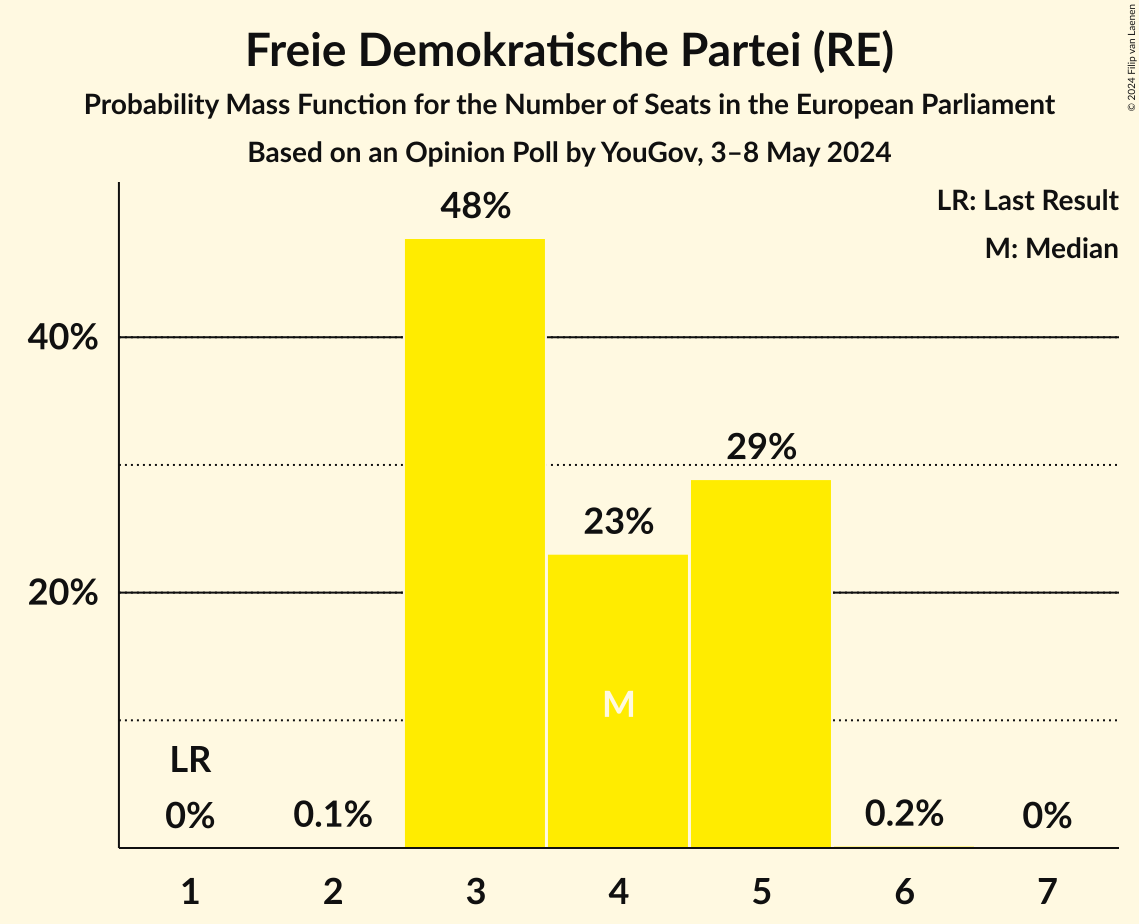 Freie Demokratische Partei (RE)
Probability Mass Function for the Number of Seats in the European Parliament
Based on an Opinion Poll by YouGov, 3–8 May 2024
© 2024 Filip van Laenen
LR: Last Result
M: Median
48%
40%
29%
23%
20%
M
LR
0%
0.1%
0.2%
0%
1
2
3
4
5
6
7